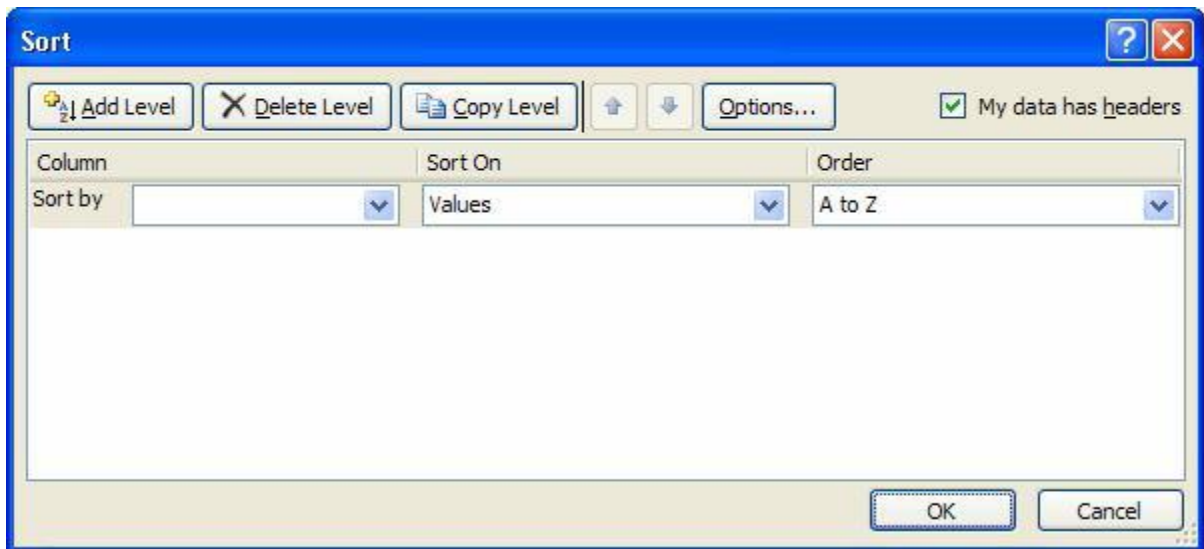 Sort
Add Level Delete Level Copy Level Options... My data has headers
Column Sort On Order
Sort by Values A to Z
OK Cancel